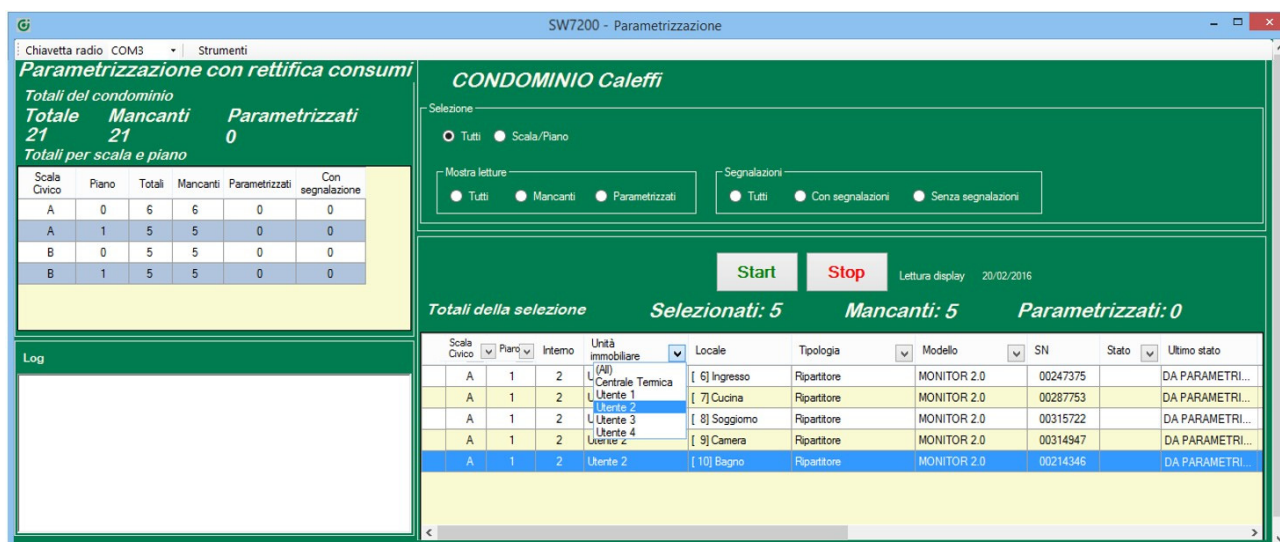 SW7200 - Parametrizzazione
Chiavetta radio COM3 Strumenti
Parametrizzazione con rettifica consumi
Totali del condominio
Totale Mancanti Parametrizzati
21 21 0
Totali per scala e piano
Scala Civico Piano Totali Mancanti Parametrizzati Con segnalazione
A 0 6 6 0 0
A 1 5 5 0 0
B 0 5 5 0 0
B 1 5 5 0 0
Log
CONDOMINIO Caleffi
Selezione
Tutti Scala/Piano
Mostra letture
Tutti Mancanti Parametrizzati
Segnalazioni
Tutti Con segnalazioni Senza segnalazioni
Start Stop Lettura display 20/02/2016
Totali della selezione Selezionati: 5 Mancanti: 5 Parametrizzati: 0
Scala Civico Piano Interno Unità immobiliare Locale Tipologia Modello SN Stato Ultimo stato
(All)
Centrale Termica
Utente 1
Utente 2
Utente 3
Utente 4
A 1 2 [ 6] Ingresso Ripartitore MONITOR 2.0 00247375 DA PARAMETRI...
A 1 2 [ 7] Cucina Ripartitore MONITOR 2.0 00287753 DA PARAMETRI...
A 1 2 [ 8] Soggiorno Ripartitore MONITOR 2.0 00315722 DA PARAMETRI...
A 1 2 Utente 2 [ 9] Camera Ripartitore MONITOR 2.0 00314947 DA PARAMETRI...
A 1 2 Utente 2 [ 10] Bagno Ripartitore MONITOR 2.0 00214346 DA PARAMETRI...